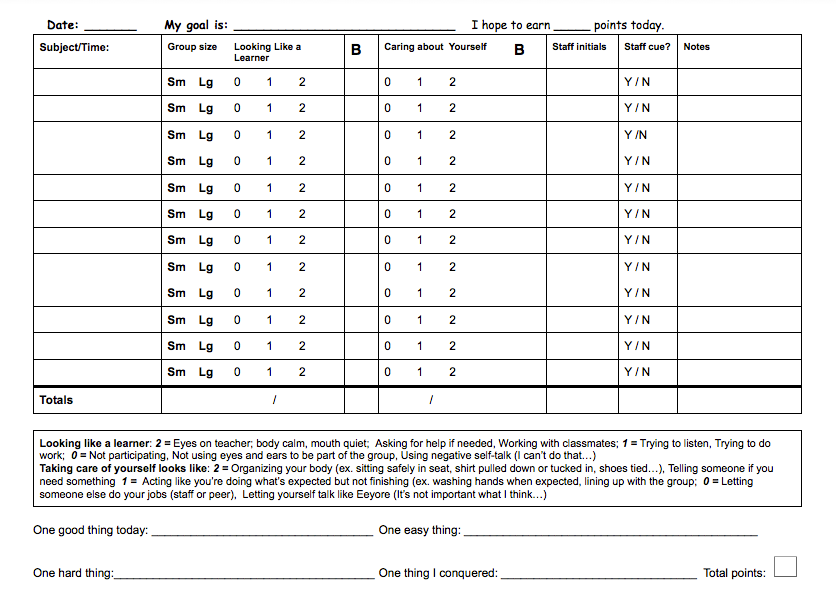 Date: _______ My goal is: ______________________________ I hope to earn _____ points today.
Subject/Time: Group size Looking Like a Learner B Caring about Yourself B Staff initials Staff cue? Notes
Sm Lg 0 1 2 0 1 2 Y / N
Sm Lg 0 1 2 0 1 2 Y / N
Sm Lg 0 1 2 0 1 2 Y /N
Sm Lg 0 1 2 0 1 2 Y / N
Sm Lg 0 1 2 0 1 2 Y / N
Sm Lg 0 1 2 0 1 2 Y / N
Sm Lg 0 1 2 0 1 2 Y / N
Sm Lg 0 1 2 0 1 2 Y / N
Sm Lg 0 1 2 0 1 2 Y / N
Sm Lg 0 1 2 0 1 2 Y / N
Sm Lg 0 1 2 0 1 2 Y / N
Sm Lg 0 1 2 0 1 2 Y / N
Totals / /
Looking like a learner: 2 = Eyes on teacher; body calm, mouth quiet; Asking for help if needed, Working with classmates; 1 = Trying to listen, Trying to do
work; 0 = Not participating, Not using eyes and ears to be part of the group, Using negative self-talk (I can't do that…)
Taking care of yourself looks like: 2 = Organizing your body (ex. sitting safely in seat, shirt pulled down or tucked in, shoes tied…), Telling someone if you
need something 1 = Acting like you're doing what's expected but not finishing (ex. washing hands when expected, lining up with the group; 0 = Letting
someone else do your jobs (staff or peer), Letting yourself talk like Eeyore (It's not important what I think…)
One good thing today: __________________________________ One easy thing: _____________________________________________
One hard thing:________________________________________ One thing I conquered: ______________________________ Total points: